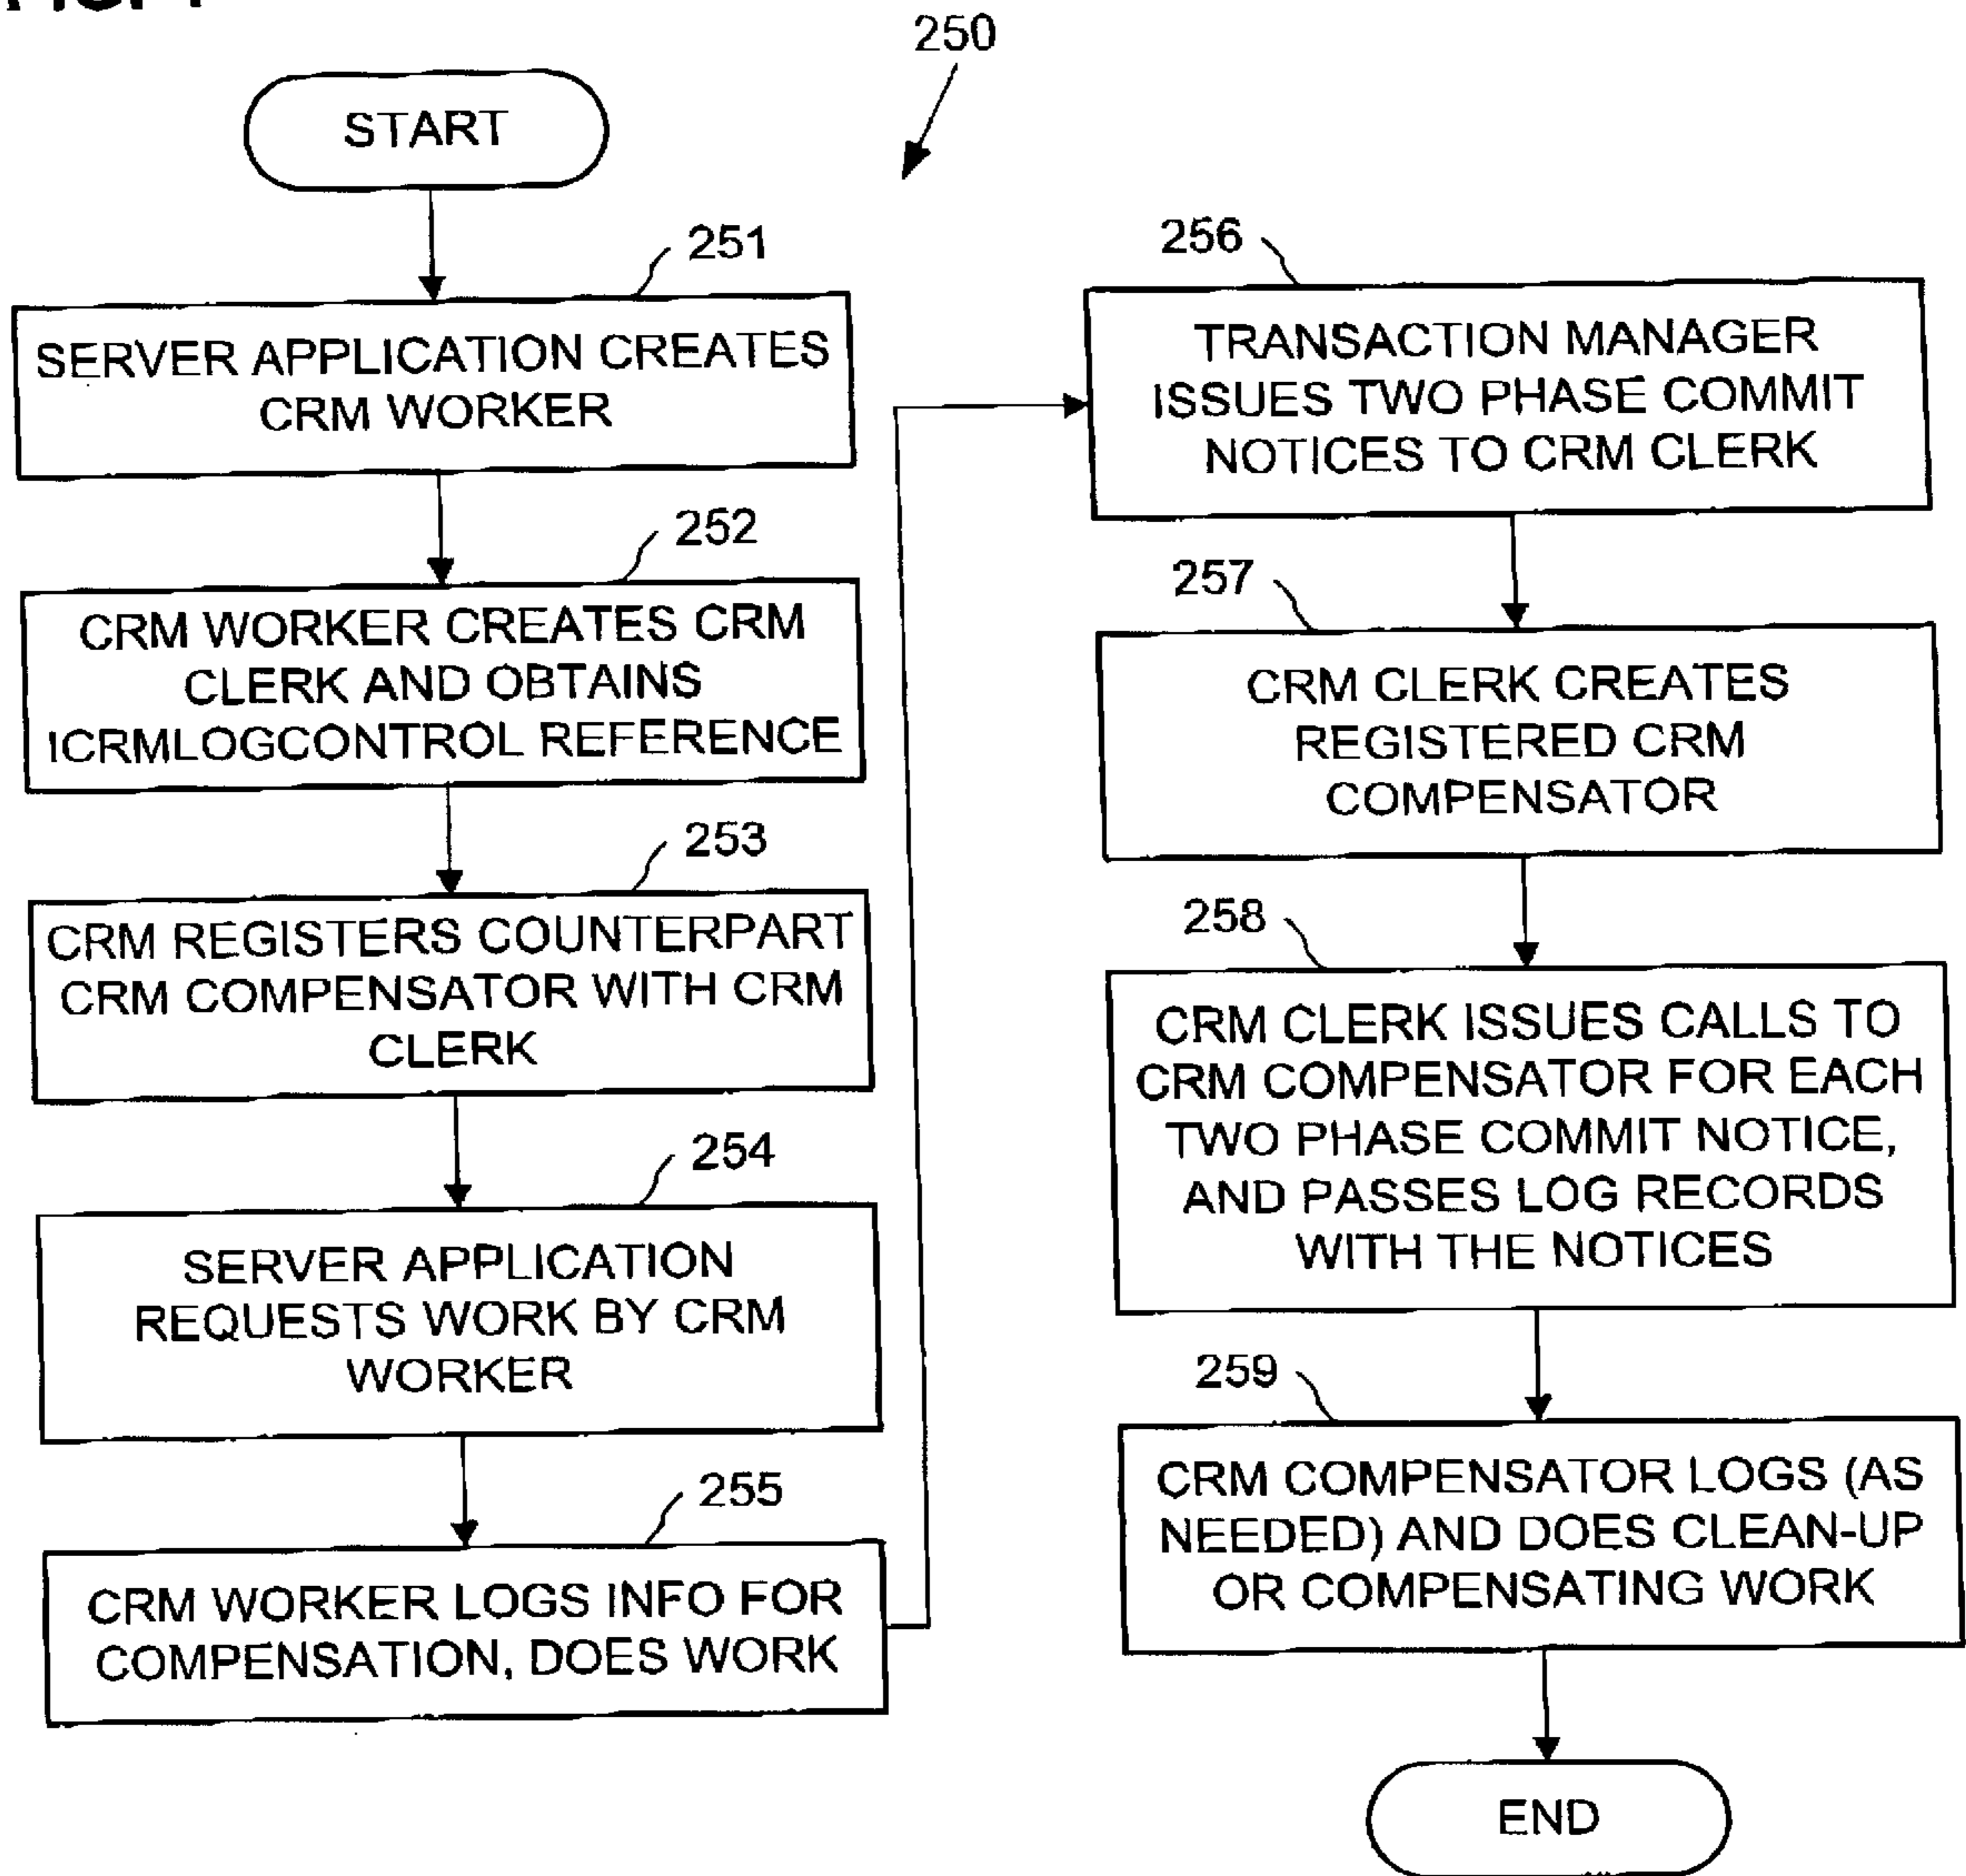 250
START
251
SERVER APPLICATION CREATES
CRM WORKER
252
CRM WORKER CREATES CRM
CLERK AND OBTAINS
ICRMLOGCONTROL REFERENCE
253
CRM REGISTERS COUNTERPART
CRM COMPENSATOR WITH CRM
CLERK
254
SERVER APPLICATION
REQUESTS WORK BY CRM
WORKER
255
CRM WORKER LOGS INFO FOR
COMPENSATION, DOES WORK
256
TRANSACTION MANAGER
ISSUES TWO PHASE COMMIT
NOTICES TO CRM CLERK
257
CRM CLERK CREATES
REGISTERED CRM
COMPENSATOR
258
CRM CLERK ISSUES CALLS TO
CRM COMPENSATOR FOR EACH
TWO PHASE COMMIT NOTICE,
AND PASSES LOG RECORDS
WITH THE NOTICES
259
CRM COMPENSATOR LOGS (AS
NEEDED) AND DOES CLEAN-UP
OR COMPENSATING WORK
END